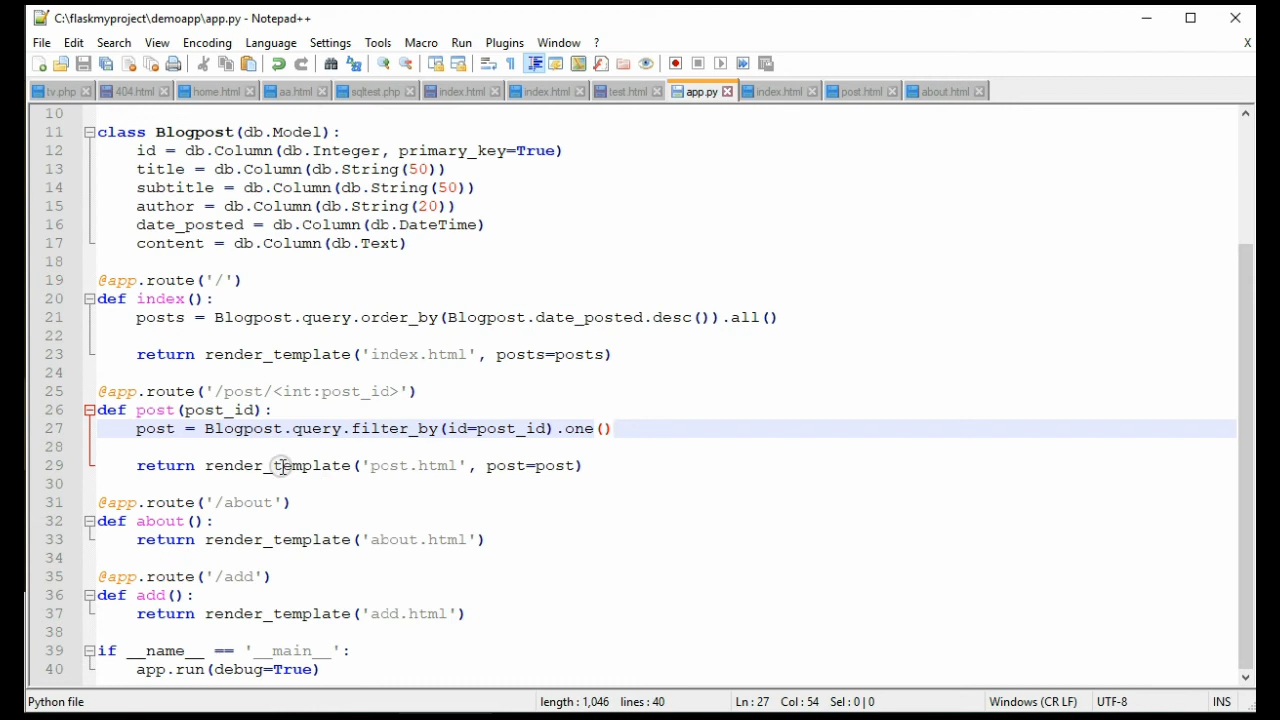 C:\flaskmyproject\demoapp\app.py - Notepad++
File Edit Search View Encoding Language Settings Tools Macro Run Plugins Window ? X
tv.php 404.html home.html aa.html sqltest.php index.html index.html test.html app.py index.html post.html about.html
10
11 class Blogpost(db.Model):
12 id = db.Column(db.Integer, primary_key=True)
13 title = db.Column(db.String(50))
14 subtitle = db.Column(db.String(50))
15 author = db.Column(db.String(20))
16 date_posted = db.Column(db.DateTime)
17 content = db.Column(db.Text)
18
19 @app.route('/')
20 def index():
21 posts = Blogpost.query.order_by(Blogpost.date_posted.desc()).all()
22
23 return render_template('index.html', posts=posts)
24
25 @app.route('/post/<int:post_id>')
26 def post(post_id):
27 post = Blogpost.query.filter_by(id=post_id).one()
28
29 return render_template('post.html', post=post)
30
31 @app.route('/about')
32 def about():
33 return render_template('about.html')
34
35 @app.route('/add')
36 def add():
37 return render_template('add.html')
38
39 if __name__ == '__main__':
40 app.run(debug=True)
Python file length : 1,046 lines : 40 Ln : 27 Col : 54 Sel : 0 | 0 Windows (CR LF) UTF-8 INS